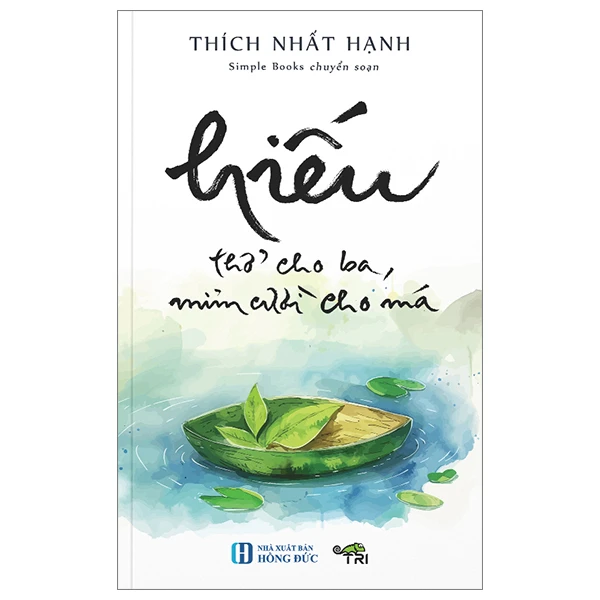 THÍCH NHẤT HẠNH
Simple Books chuyển soạn
hiếu
thở cho ba,
mỉm cười cho má
H
NHÀ XUẤT BẢN
HỒNG ĐỨC
TRI